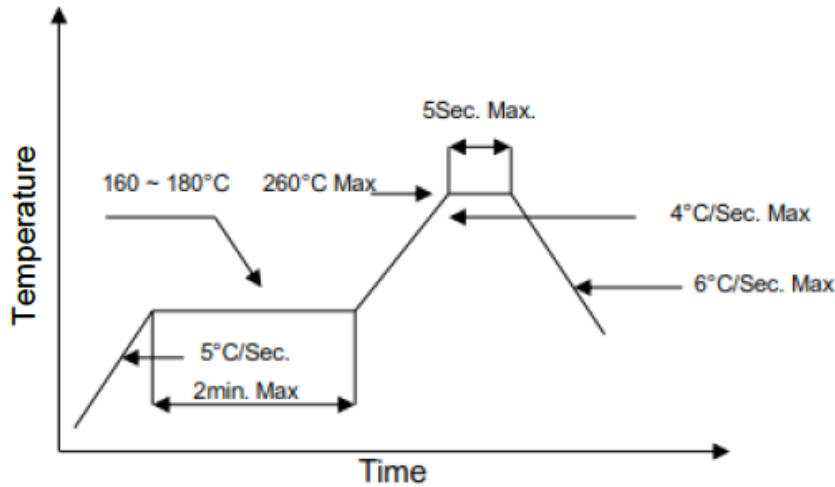 5Sec. Max.
160 ~ 180°C
260°C Max
4°C/Sec. Max
6°C/Sec. Max
5°C/Sec.
2min. Max
Temperature
Time